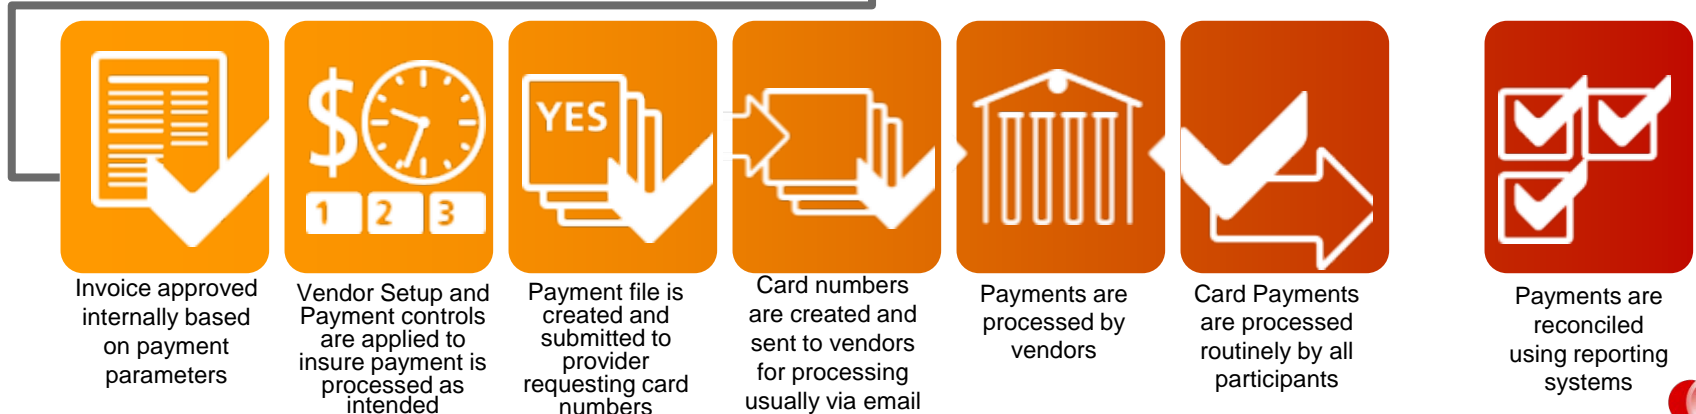 $
1 2 3
YES
Invoice approved
internally based
on payment
parameters
Vendor Setup and
Payment controls
are applied to
insure payment is
processed as
intended
Payment file is
created and
submitted to
provider
requesting card
numbers
Card numbers
are created and
sent to vendors
for processing
usually via email
Payments are
processed by
vendors
Card Payments
are processed
routinely by all
participants
Payments are
reconciled
using reporting
systems